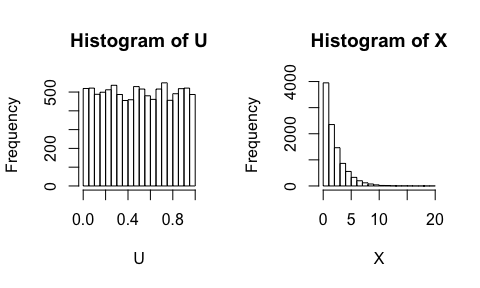 Histogram of U
Frequency
0 200 500
0.0 0.4 0.8
U
Histogram of X
Frequency
0 2000 4000
0 5 10 20
X